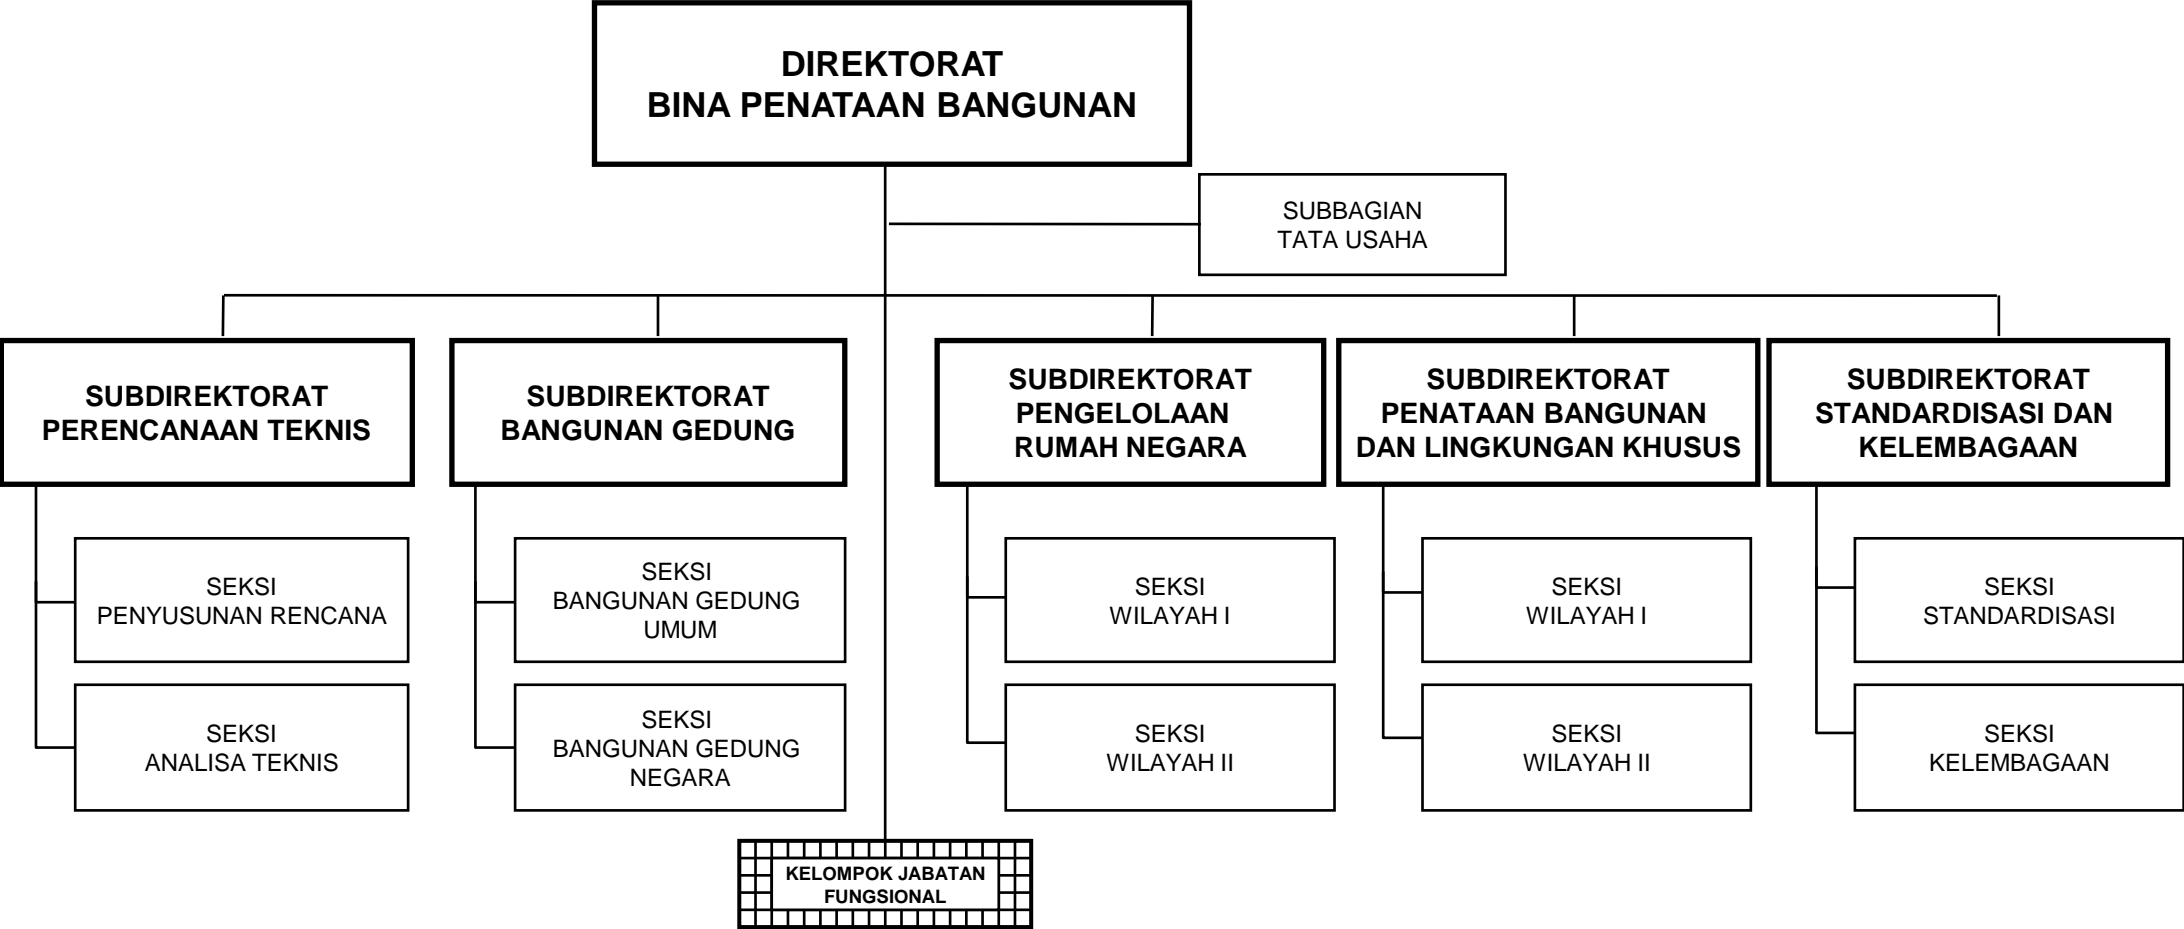 DIREKTORAT
BINA PENATAAN BANGUNAN
SUBBAGIAN
TATA USAHA
SUBDIREKTORAT
PERENCANAAN TEKNIS
SUBDIREKTORAT
BANGUNAN GEDUNG
SUBDIREKTORAT
PENGELOLAAN
RUMAH NEGARA
SUBDIREKTORAT
PENATAAN BANGUNAN
DAN LINGKUNGAN KHUSUS
SUBDIREKTORAT
STANDARDISASI DAN
KELEMBAGAAN
SEKSI
PENYUSUNAN RENCANA
SEKSI
BANGUNAN GEDUNG
UMUM
SEKSI
WILAYAH I
SEKSI
WILAYAH I
SEKSI
STANDARDISASI
SEKSI
ANALISA TEKNIS
SEKSI
BANGUNAN GEDUNG
NEGARA
SEKSI
WILAYAH II
SEKSI
WILAYAH II
SEKSI
KELEMBAGAAN
KELOMPOK JABATAN
FUNGSIONAL